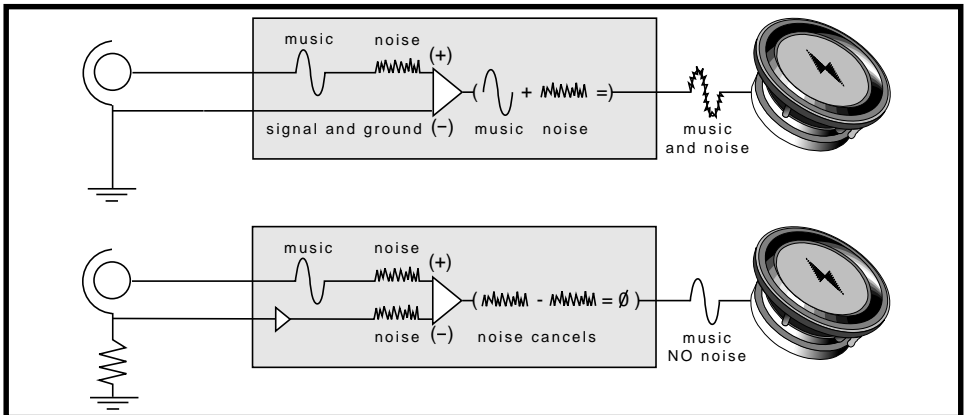 music noise (+)
( + =)
signal and ground (−) music noise
music
and noise
music noise (+)
( - = Ø )
noise (−) noise cancels
music
NO noise